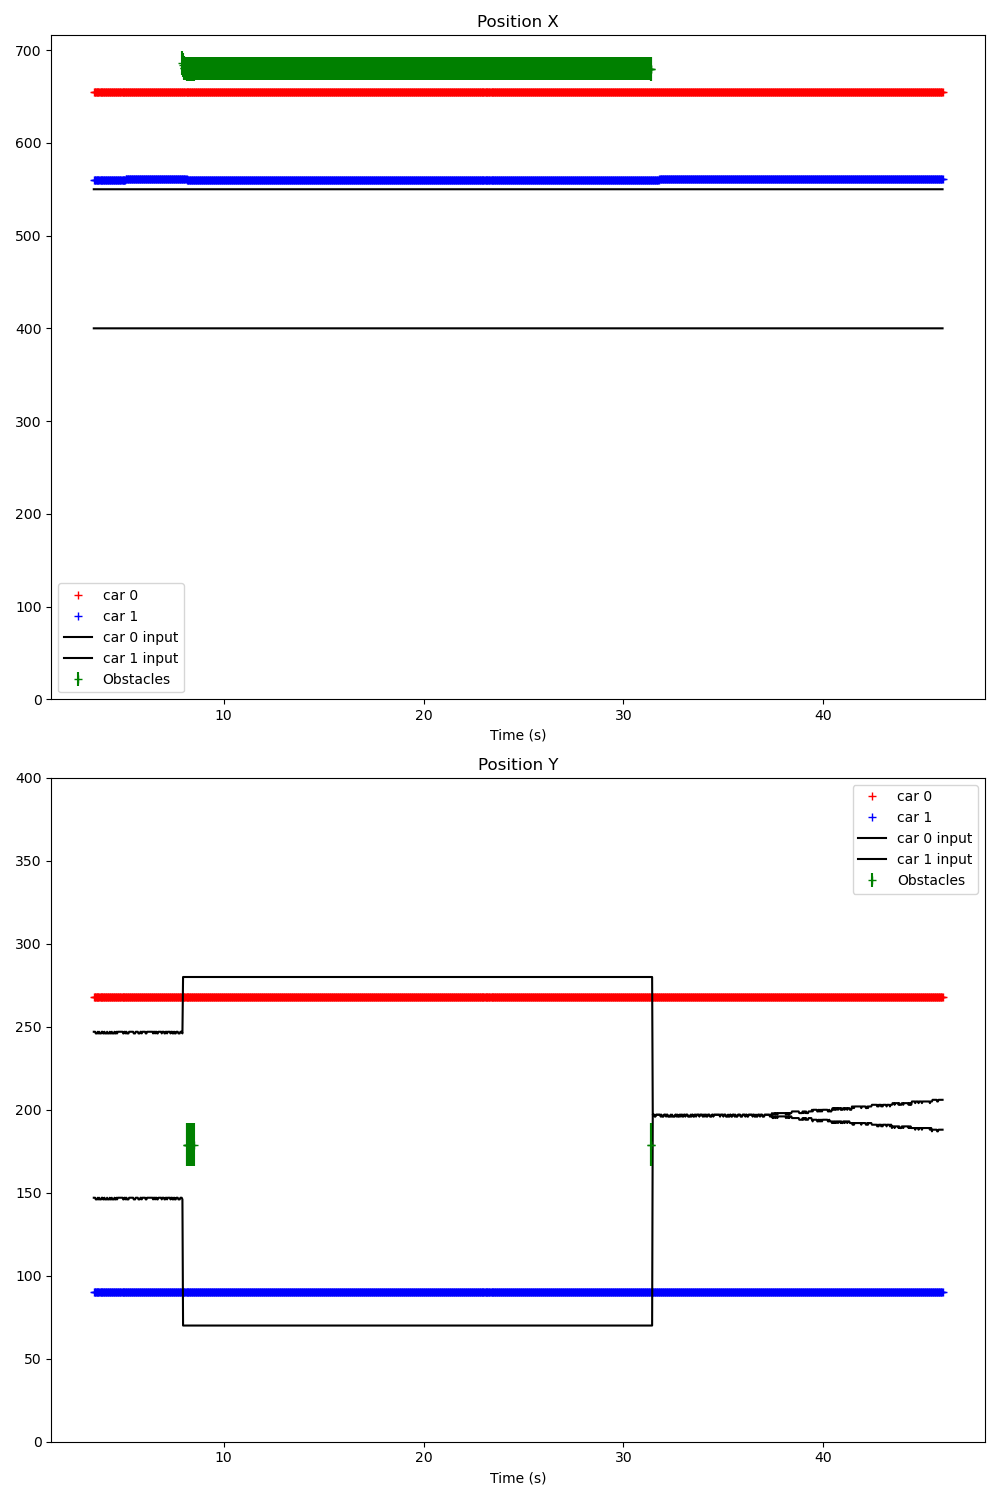 Position X
700
600
500
400
300
200
100
0
car 0
car 1
car 0 input
car 1 input
Obstacles
10 20 30 40
Time (s)
Position Y
400
350
300
250
200
150
100
50
0
car 0
car 1
car 0 input
car 1 input
Obstacles
10 20 30 40
Time (s)